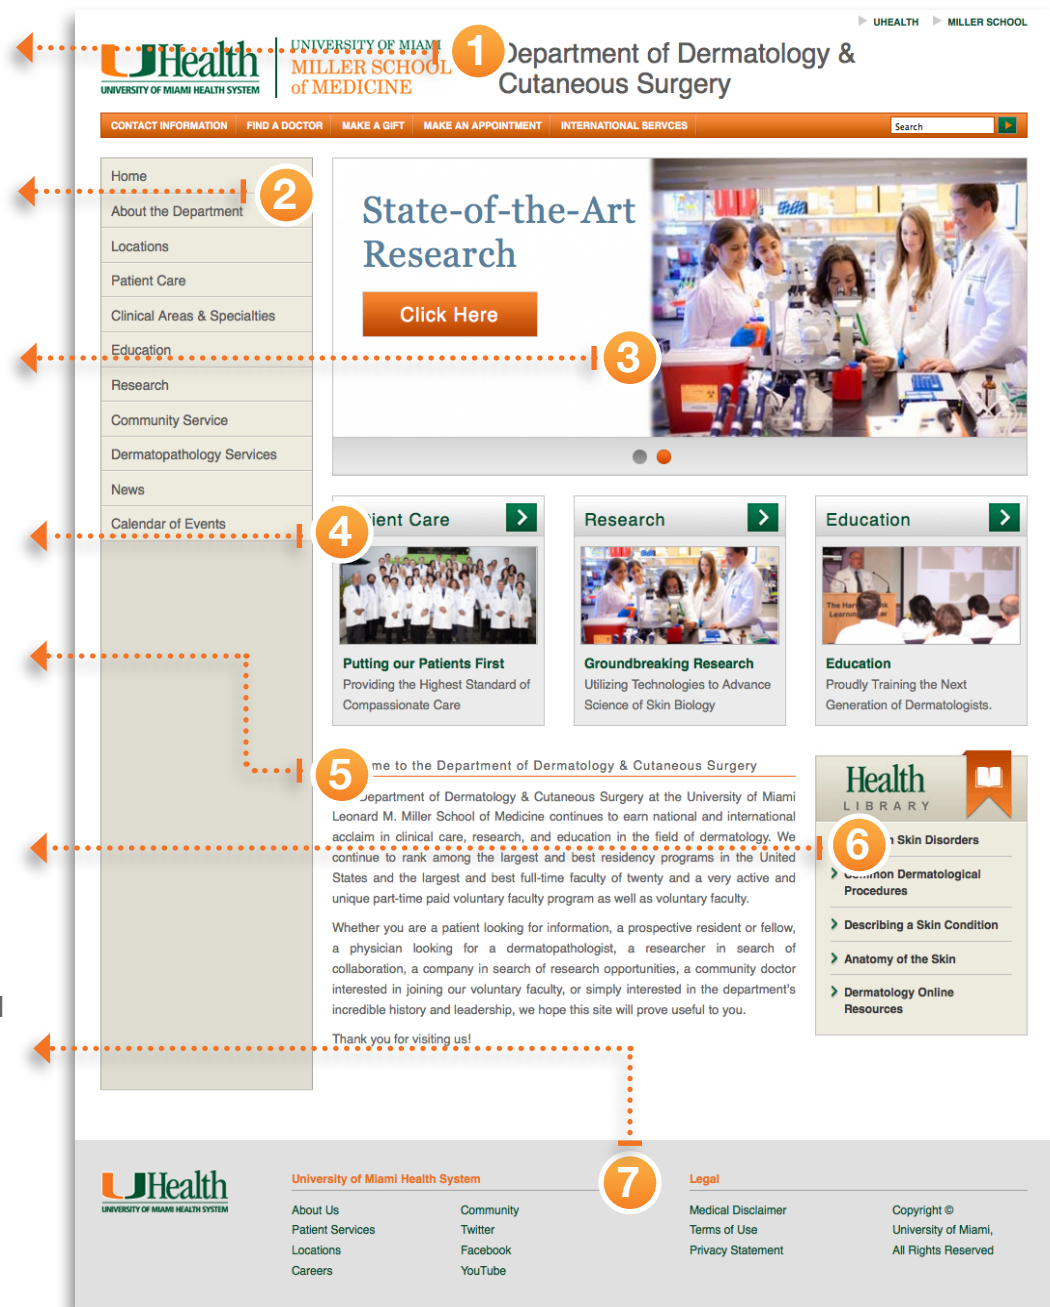 UHEALTH
MILLER SCHOOL
UHealth
UNIVERSITY OF MIAMI HEALTH SYSTEM
UNIVERSITY OF MIAMI
MILLER SCHOOL
of MEDICINE
1
Department of Dermatology &
Cutaneous Surgery
CONTACT INFORMATION
FIND A DOCTOR
MAKE A GIFT
MAKE AN APPOINTMENT
INTERNATIONAL SERVCES
Search
Home
2
About the Department
Locations
Patient Care
Clinical Areas & Specialties
Education
Research
Community Service
Dermatopathology Services
News
Calendar of Events
State-of-the-Art
Research
Click Here
3
4
ient Care
Research
Education
Putting our Patients First
Providing the Highest Standard of
Compassionate Care
Groundbreaking Research
Utilizing Technologies to Advance
Science of Skin Biology
Education
Proudly Training the Next
Generation of Dermatologists.
5
me to the Department of Dermatology & Cutaneous Surgery
Department of Dermatology & Cutaneous Surgery at the University of Miami
Leonard M. Miller School of Medicine continues to earn national and international
acclaim in clinical care, research, and education in the field of dermatology. We
continue to rank among the largest and best residency programs in the United
States and the largest and best full-time faculty of twenty and a very active and
unique part-time paid voluntary faculty program as well as voluntary faculty.
Whether you are a patient looking for information, a prospective resident or fellow,
a physician looking for a dermatopathologist, a researcher in search of
collaboration, a company in search of research opportunities, a community doctor
interested in joining our voluntary faculty, or simply interested in the department's
incredible history and leadership, we hope this site will prove useful to you.
Thank you for visiting us!
Health
LIBRARY
6
Skin Disorders
Common Dermatological
Procedures
Describing a Skin Condition
Anatomy of the Skin
Dermatology Online
Resources
7
UHealth
UNIVERSITY OF MIAMI HEALTH SYSTEM
University of Miami Health System
About Us
Patient Services
Locations
Careers
Community
Twitter
Facebook
YouTube
Legal
Medical Disclaimer
Terms of Use
Privacy Statement
Copyright ©
University of Miami,
All Rights Reserved